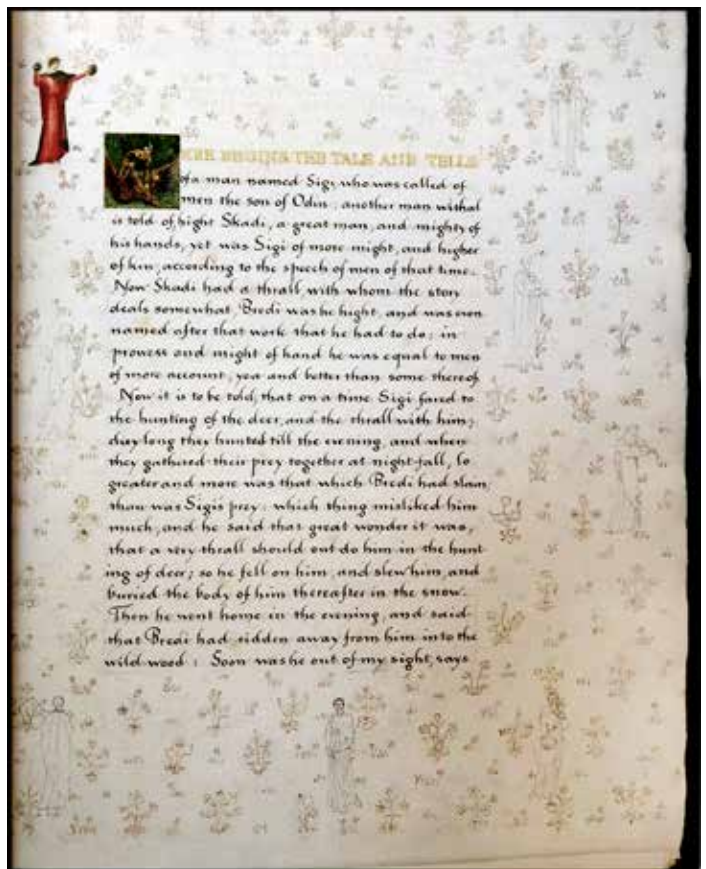 HERE BEGINS THE TALE AND TELLS
of a man named Sigi, who was called of
men the son of Odin; another man withal
is told of hight Skadi, a great man, and mighty of
his hands, yet was Sigi of more might, and higher
of kin, according to the speech of men of that time.
Now Skadi had a thrall, with whom the story
deals somewhat Bredi was he hight, and was even
named after that work that he had to do; in
prowess and might of hand he was equal to men
of more account, yea and better than some thereof
Now it is to be told, that on a time Sigi fared to
the hunting of the deer, and the thrall with him;
day long they hunted till the evening, and when
they gathered their prey together at night-fall, lo
greater and more was that which Bredi had slain
than was Sigi's prey: which thing misliked him
much, and he said that great wonder it was,
that a very thrall should out do him in the hunt
ing of deer; so he fell on him, and slew him, and
buried the body of him thereafter in the snow.
Then he went home in the evening, and said
that Bredi had ridden away from him into the
wild wood: Soon was he out of my sight, says